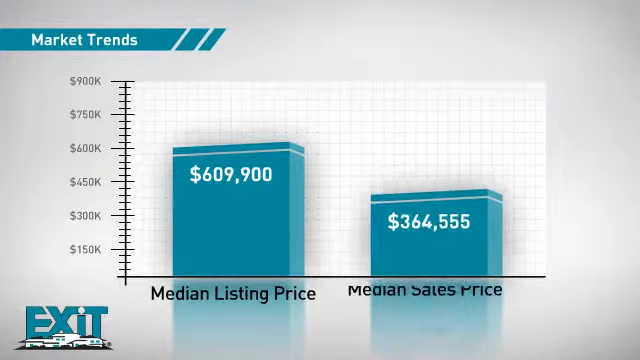 Market Trends
$900K
$750K
$600K
$450K
$300K
$150K
$609,900
$364,555
Median Listing Price
Median Sales Price
EXiT